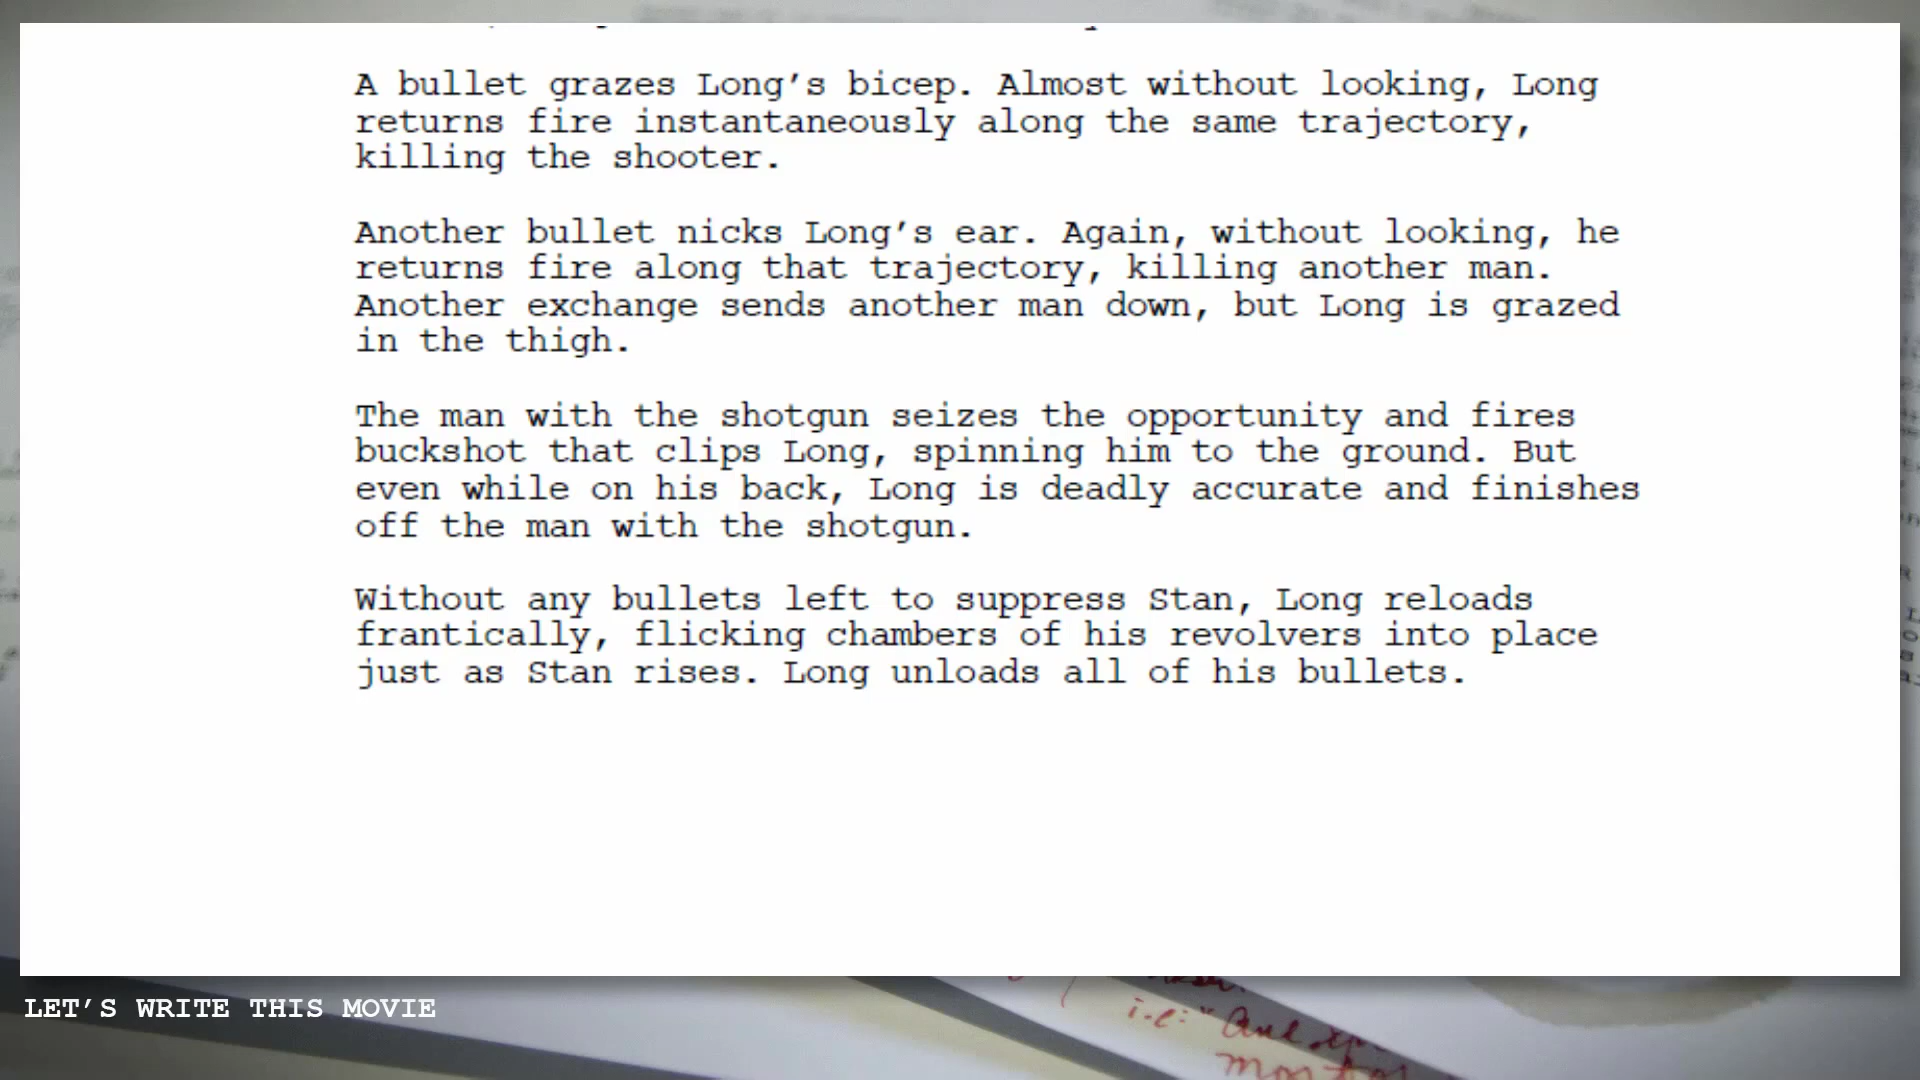 A bullet grazes Long’s bicep. Almost without looking, Long
returns fire instantaneously along the same trajectory,
killing the shooter.
Another bullet nicks Long’s ear. Again, without looking, he
returns fire along that trajectory, killing another man.
Another exchange sends another man down, but Long is grazed
in the thigh.
The man with the shotgun seizes the opportunity and fires
buckshot that clips Long, spinning him to the ground. But
even while on his back, Long is deadly accurate and finishes
off the man with the shotgun.
Without any bullets left to suppress Stan, Long reloads
frantically, flicking chambers of his revolvers into place
just as Stan rises. Long unloads all of his bullets.
LET’S WRITE THIS MOVIE
i.e: "And